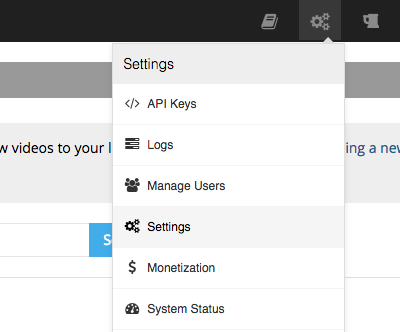 Settings
API Keys
Logs
w videos to your
ing a new
Manage Users
Settings
Monetization
System Status